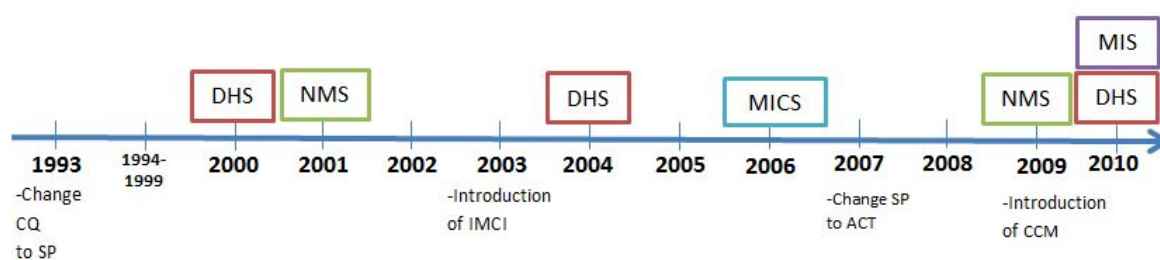 MIS
DHS NMS DHS MICS NMS DHS
1993 1994-1999 2000 2001 2002 2003 2004 2005 2006 2007 2008 2009 2010
-Change
CQ
to SP
-Introduction
of IMCI
-Change SP
to ACT
-Introduction
of CCM